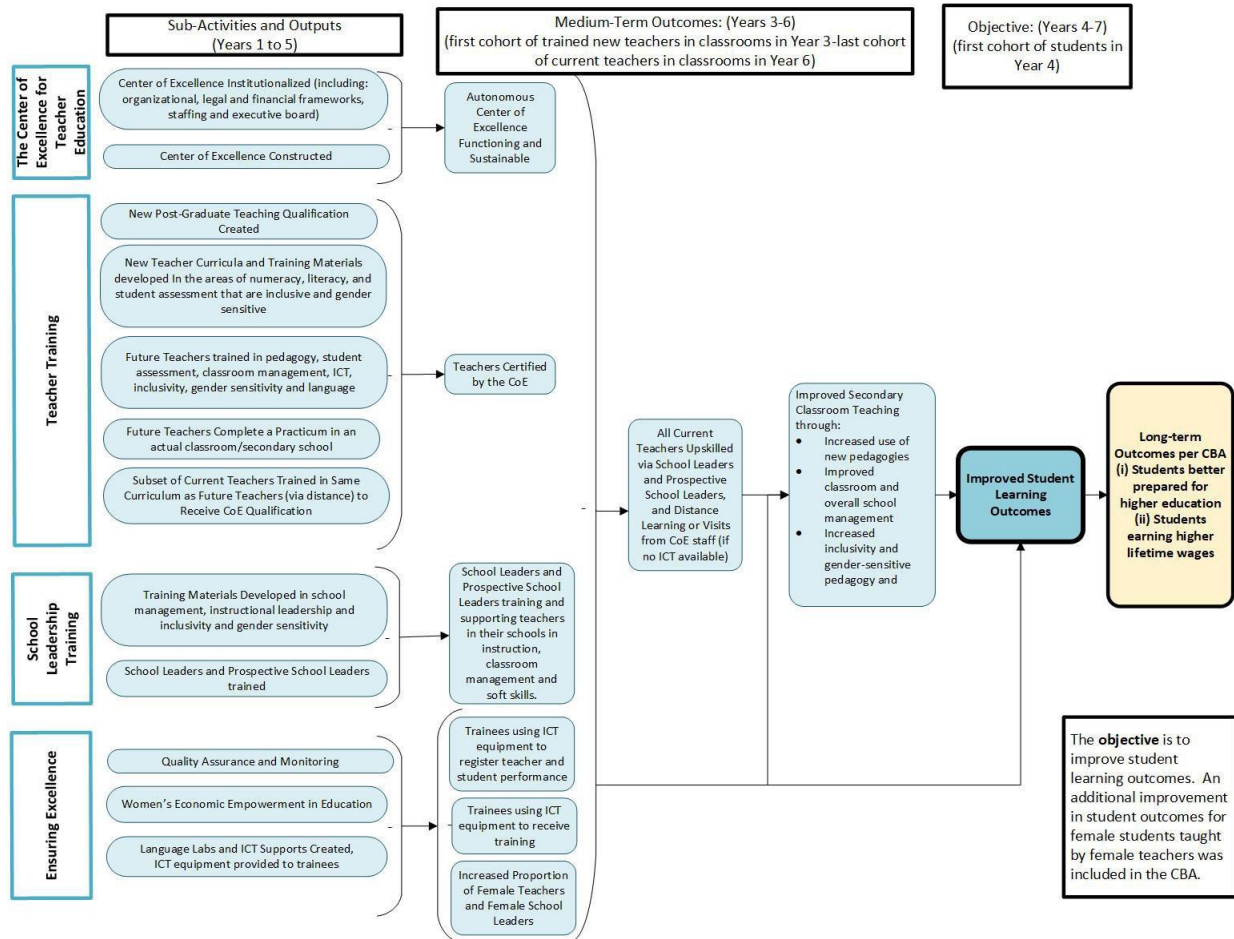 Sub-Activities and Outputs
(Years 1 to 5)
Medium-Term Outcomes: (Years 3-6)
(first cohort of trained new teachers in classrooms in Year 3-last cohort
of current teachers in classrooms in Year 6)
Objective: (Years 4-7)
(first cohort of students in
Year 4)
The Center of
Excellence for
Teacher
Education
Center of Excellence Institutionalized (including:
organizational, legal and financial frameworks,
staffing and executive board)
Center of Excellence Constructed
Autonomous
Center of
Excellence
Functioning and
Sustainable
Teacher Training
New Post-Graduate Teaching Qualification
Created
New Teacher Curricula and Training Materials
developed In the areas of numeracy, literacy, and
student assessment that are inclusive and gender
sensitive
Future Teachers trained in pedagogy, student
assessment, classroom management, ICT,
inclusivity, gender sensitivity and language
Future Teachers Complete a Practicum in an
actual classroom/secondary school
Subset of Current Teachers Trained in Same
Curriculum as Future Teachers (via distance) to
Receive CoE Qualification
Teachers Certified
by the CoE
School
Leadership
Training
Training Materials Developed in school
management, instructional leadership and
inclusivity and gender sensitivity
School Leaders and Prospective School Leaders
trained
School Leaders and
Prospective School
Leaders training and
supporting teachers
in their schools in
instruction,
classroom
management and
soft skills.
Ensuring Excellence
Quality Assurance and Monitoring
Women's Economic Empowerment in Education
Language Labs and ICT Supports Created,
ICT equipment provided to trainees
Trainees using ICT
equipment to
register teacher and
student performance
Trainees using ICT
equipment to receive
training
Increased Proportion
of Female Teachers
and Female School
Leaders
All Current
Teachers Upskilled
via School Leaders
and Prospective
School Leaders,
and Distance
Learning or Visits
from CoE staff (if
no ICT available)
Improved Secondary
Classroom Teaching
through:
• Increased use of
new pedagogies
• Improved
classroom and
overall school
management
• Increased
inclusivity and
gender-sensitive
pedagogy and
Improved Student
Learning
Outcomes
Long-term
Outcomes per CBA
(i) Students better
prepared for
higher education
(ii) Students
earning higher
lifetime wages
The objective is to
improve student
learning outcomes. An
additional improvement
in student outcomes for
female students taught
by female teachers was
included in the CBA.